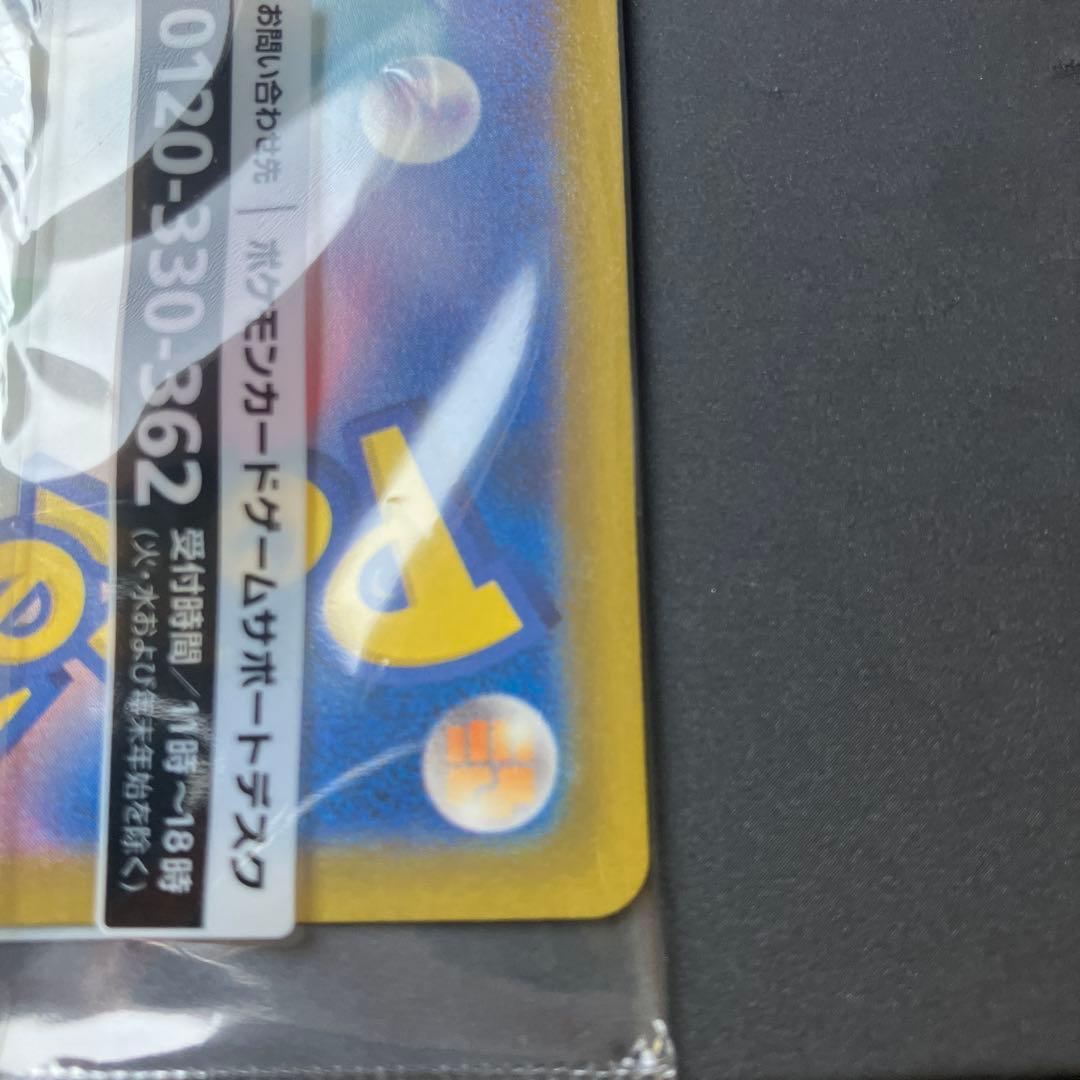 お問い合わせ先 | ポケモンカードゲームサポートデスク
0120-330-362 受付時間/11時~18時
(火・水および年末年始を除く)
P